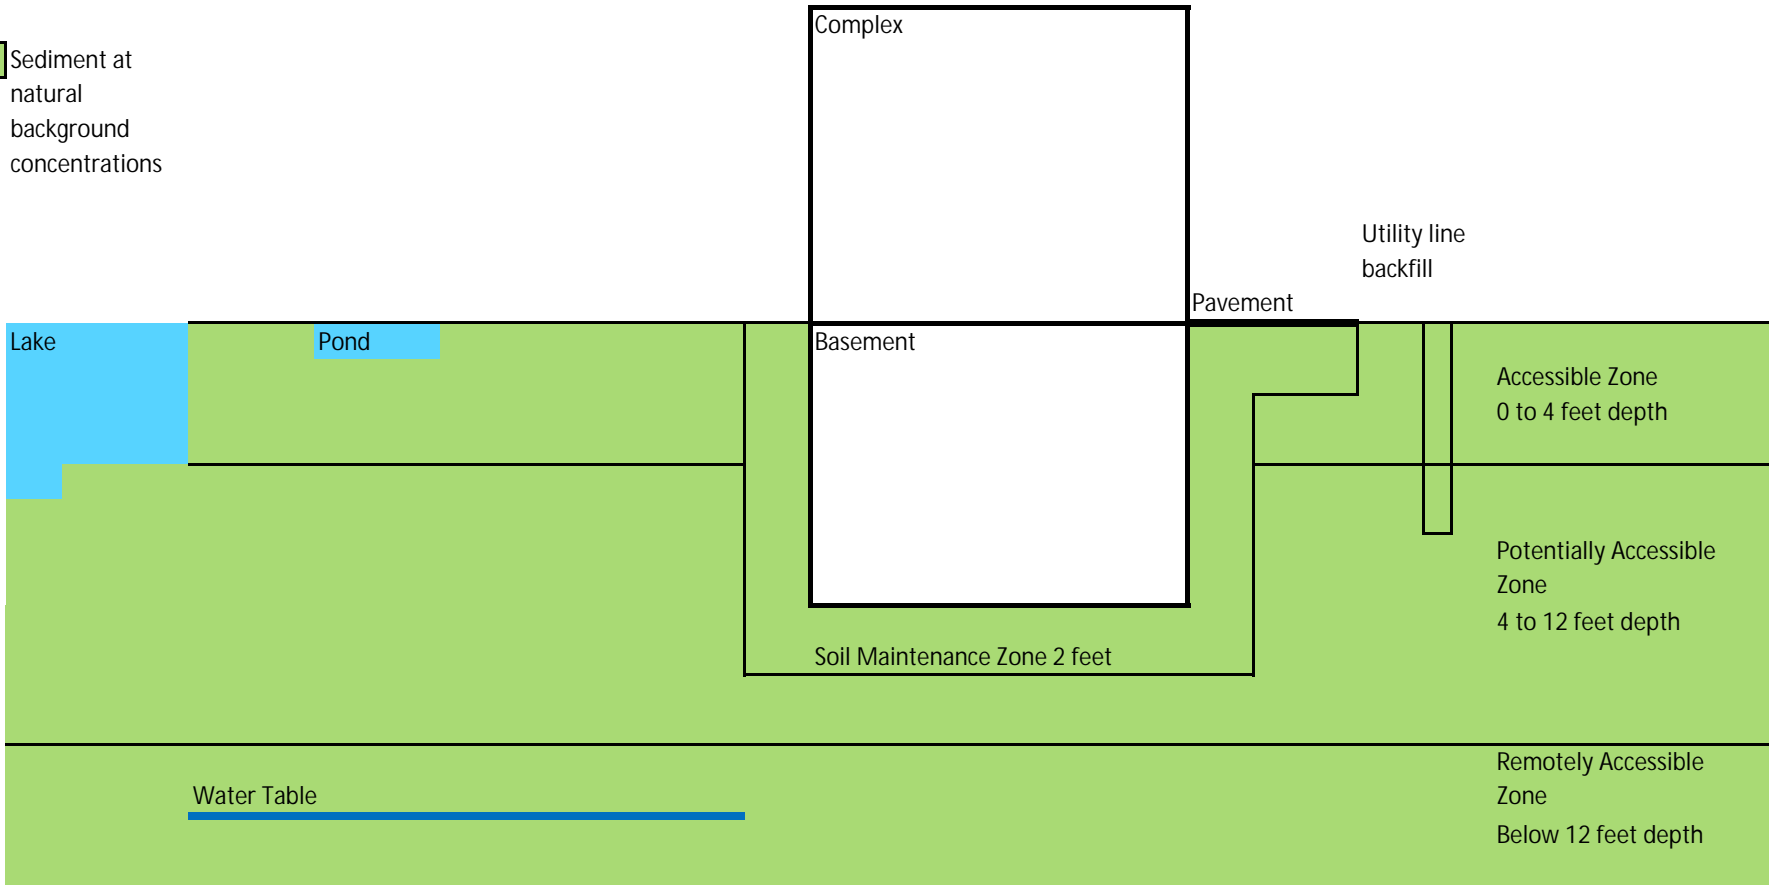 Complex
Sediment at
natural
background
concentrations
Utility line
backfill
Pavement
Lake
Pond
Basement
Accessible Zone
0 to 4 feet depth
Potentially Accessible
Zone
4 to 12 feet depth
Soil Maintenance Zone 2 feet
Remotely Accessible
Zone
Below 12 feet depth
Water Table